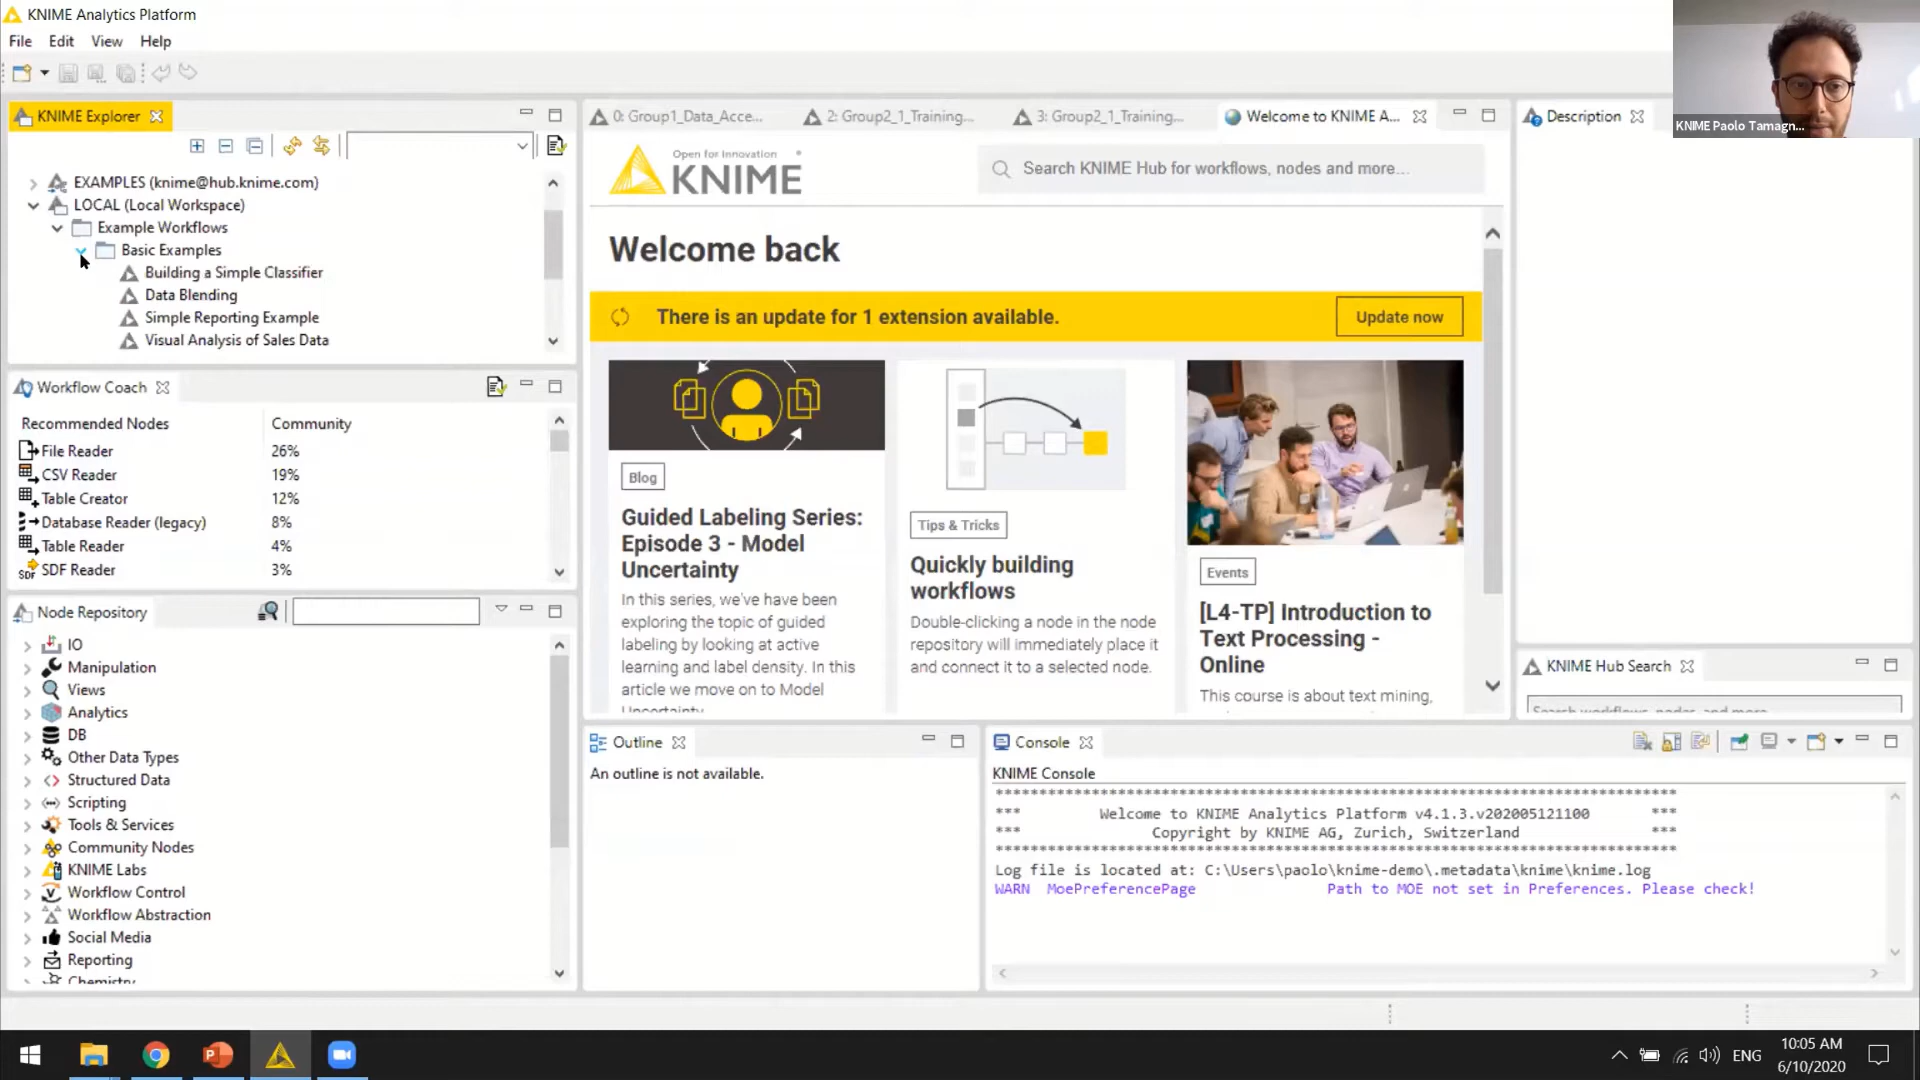 KNIME Analytics Platform
File Edit View Help
KNIME Explorer
EXAMPLES (knime@hub.knime.com)
LOCAL (Local Workspace)
Example Workflows
Basic Examples
Building a Simple Classifier
Data Blending
Simple Reporting Example
Visual Analysis of Sales Data
Workflow Coach
Recommended Nodes Community
File Reader 26%
CSV Reader 19%
Table Creator 12%
Database Reader (legacy) 8%
Table Reader 4%
SDF Reader 3%
Node Repository
IO
Manipulation
Views
Analytics
DB
Other Data Types
Structured Data
Scripting
Tools & Services
Community Nodes
KNIME Labs
Workflow Control
Workflow Abstraction
Social Media
Reporting
Chemistry
0: Group1_Data_Acce... 2: Group2_1_Training... 3: Group2_1_Training... Welcome to KNIME A...
Open for Innovation
KNIME
Search KNIME Hub for workflows, nodes and more...
Welcome back
There is an update for 1 extension available. Update now
Blog
Guided Labeling Series:
Episode 3 - Model
Uncertainty
In this series, we've have been
exploring the topic of guided
labeling by looking at active
learning and label density. In this
article we move on to Model
Uncertainty
Tips & Tricks
Quickly building
workflows
Double-clicking a node in the node
repository will immediately place it
and connect it to a selected node.
Events
[L4-TP] Introduction to
Text Processing -
Online
This course is about text mining,
Outline
An outline is not available.
Console
KNIME Console
*** Welcome to KNIME Analytics Platform v4.1.3.v202005121100 ***
*** Copyright by KNIME AG, Zurich, Switzerland ***
Log file is located at: C:\Users\paolo\knime-demo\.metadata\knime\knime.log
WARN MoePreferencePage Path to MOE not set in Preferences. Please check!
Description
KNIME Hub Search
Search workflows, nodes and more...
KNIME Paolo Tamagn...
ENG
10:05 AM
6/10/2020